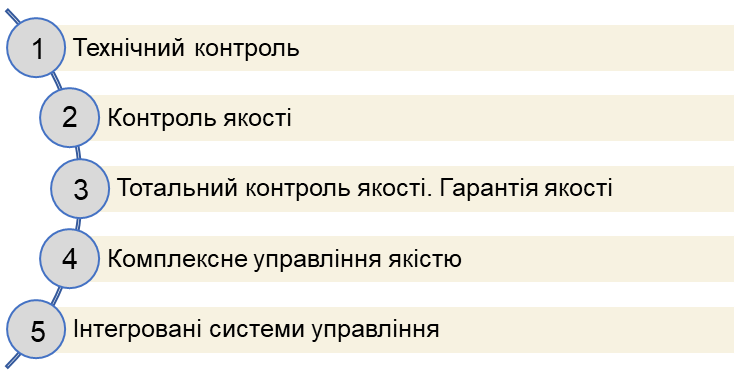 1 Технічний контроль
2 Контроль якості
3 Тотальний контроль якості. Гарантія якості
4 Комплексне управління якістю
5 Інтегровані системи управління